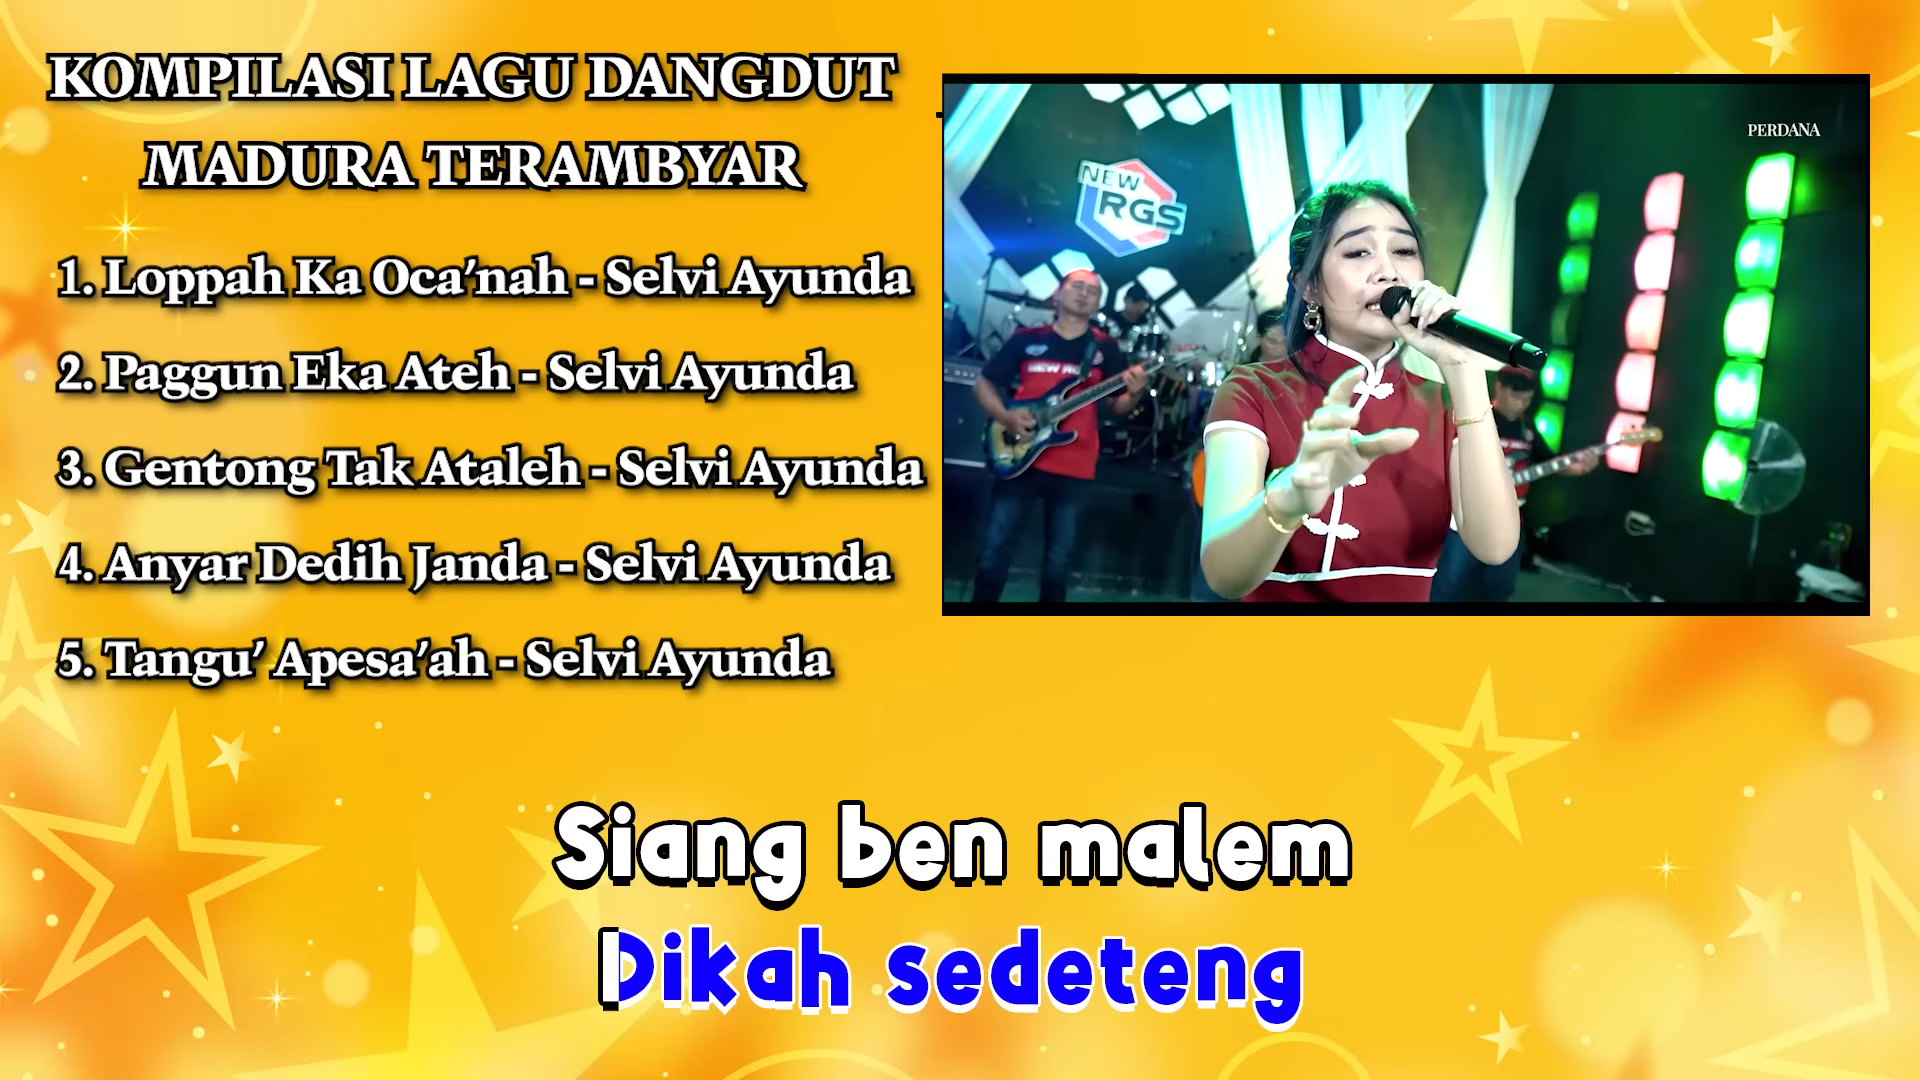 KOMPILASI LAGU DANGDUT
MADURA TERAMBYAR
1. Loppah Ka Oca'nah - Selvi Ayunda
2. Paggun Eka Ateh - Selvi Ayunda
3. Gentong Tak Ataleh - Selvi Ayunda
4. Anyar Dedih Janda - Selvi Ayunda
5. Tangu' Apesa'ah - Selvi Ayunda
PERDANA
NEW
RGS
Siang ben malem
Dikah sedeteng